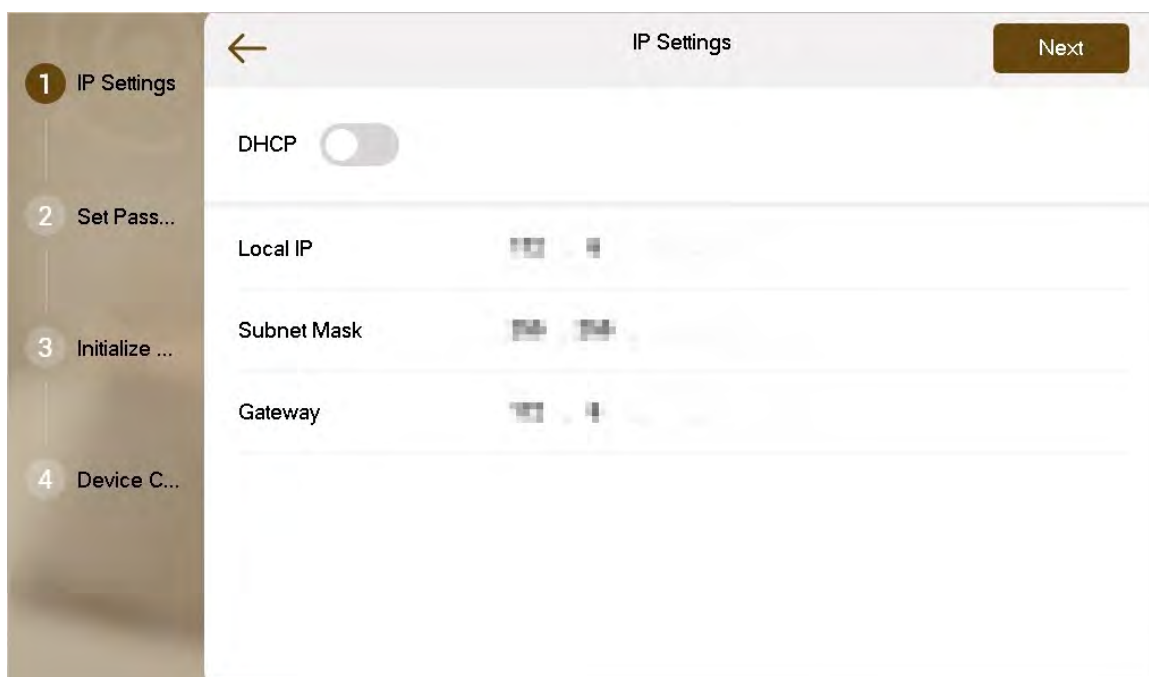 1 IP Settings
2 Set Pass...
3 Initialize ...
4 Device C...
IP Settings
Next
DHCP
Local IP
Subnet Mask
Gateway